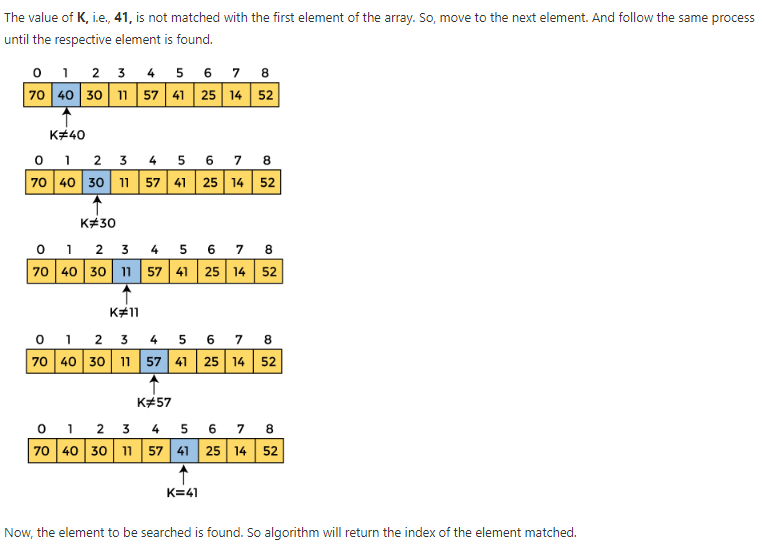 The value of K, i.e., 41, is not matched with the first element of the array. So, move to the next element. And follow the same process
until the respective element is found.
0 1 2 3 4 5 6 7 8
70 40 30 11 57 41 25 14 52
K≠40
0 1 2 3 4 5 6 7 8
70 40 30 11 57 41 25 14 52
K≠30
0 1 2 3 4 5 6 7 8
70 40 30 11 57 41 25 14 52
K≠11
0 1 2 3 4 5 6 7 8
70 40 30 11 57 41 25 14 52
K≠57
0 1 2 3 4 5 6 7 8
70 40 30 11 57 41 25 14 52
K=41
Now, the element to be searched is found. So algorithm will return the index of the element matched.